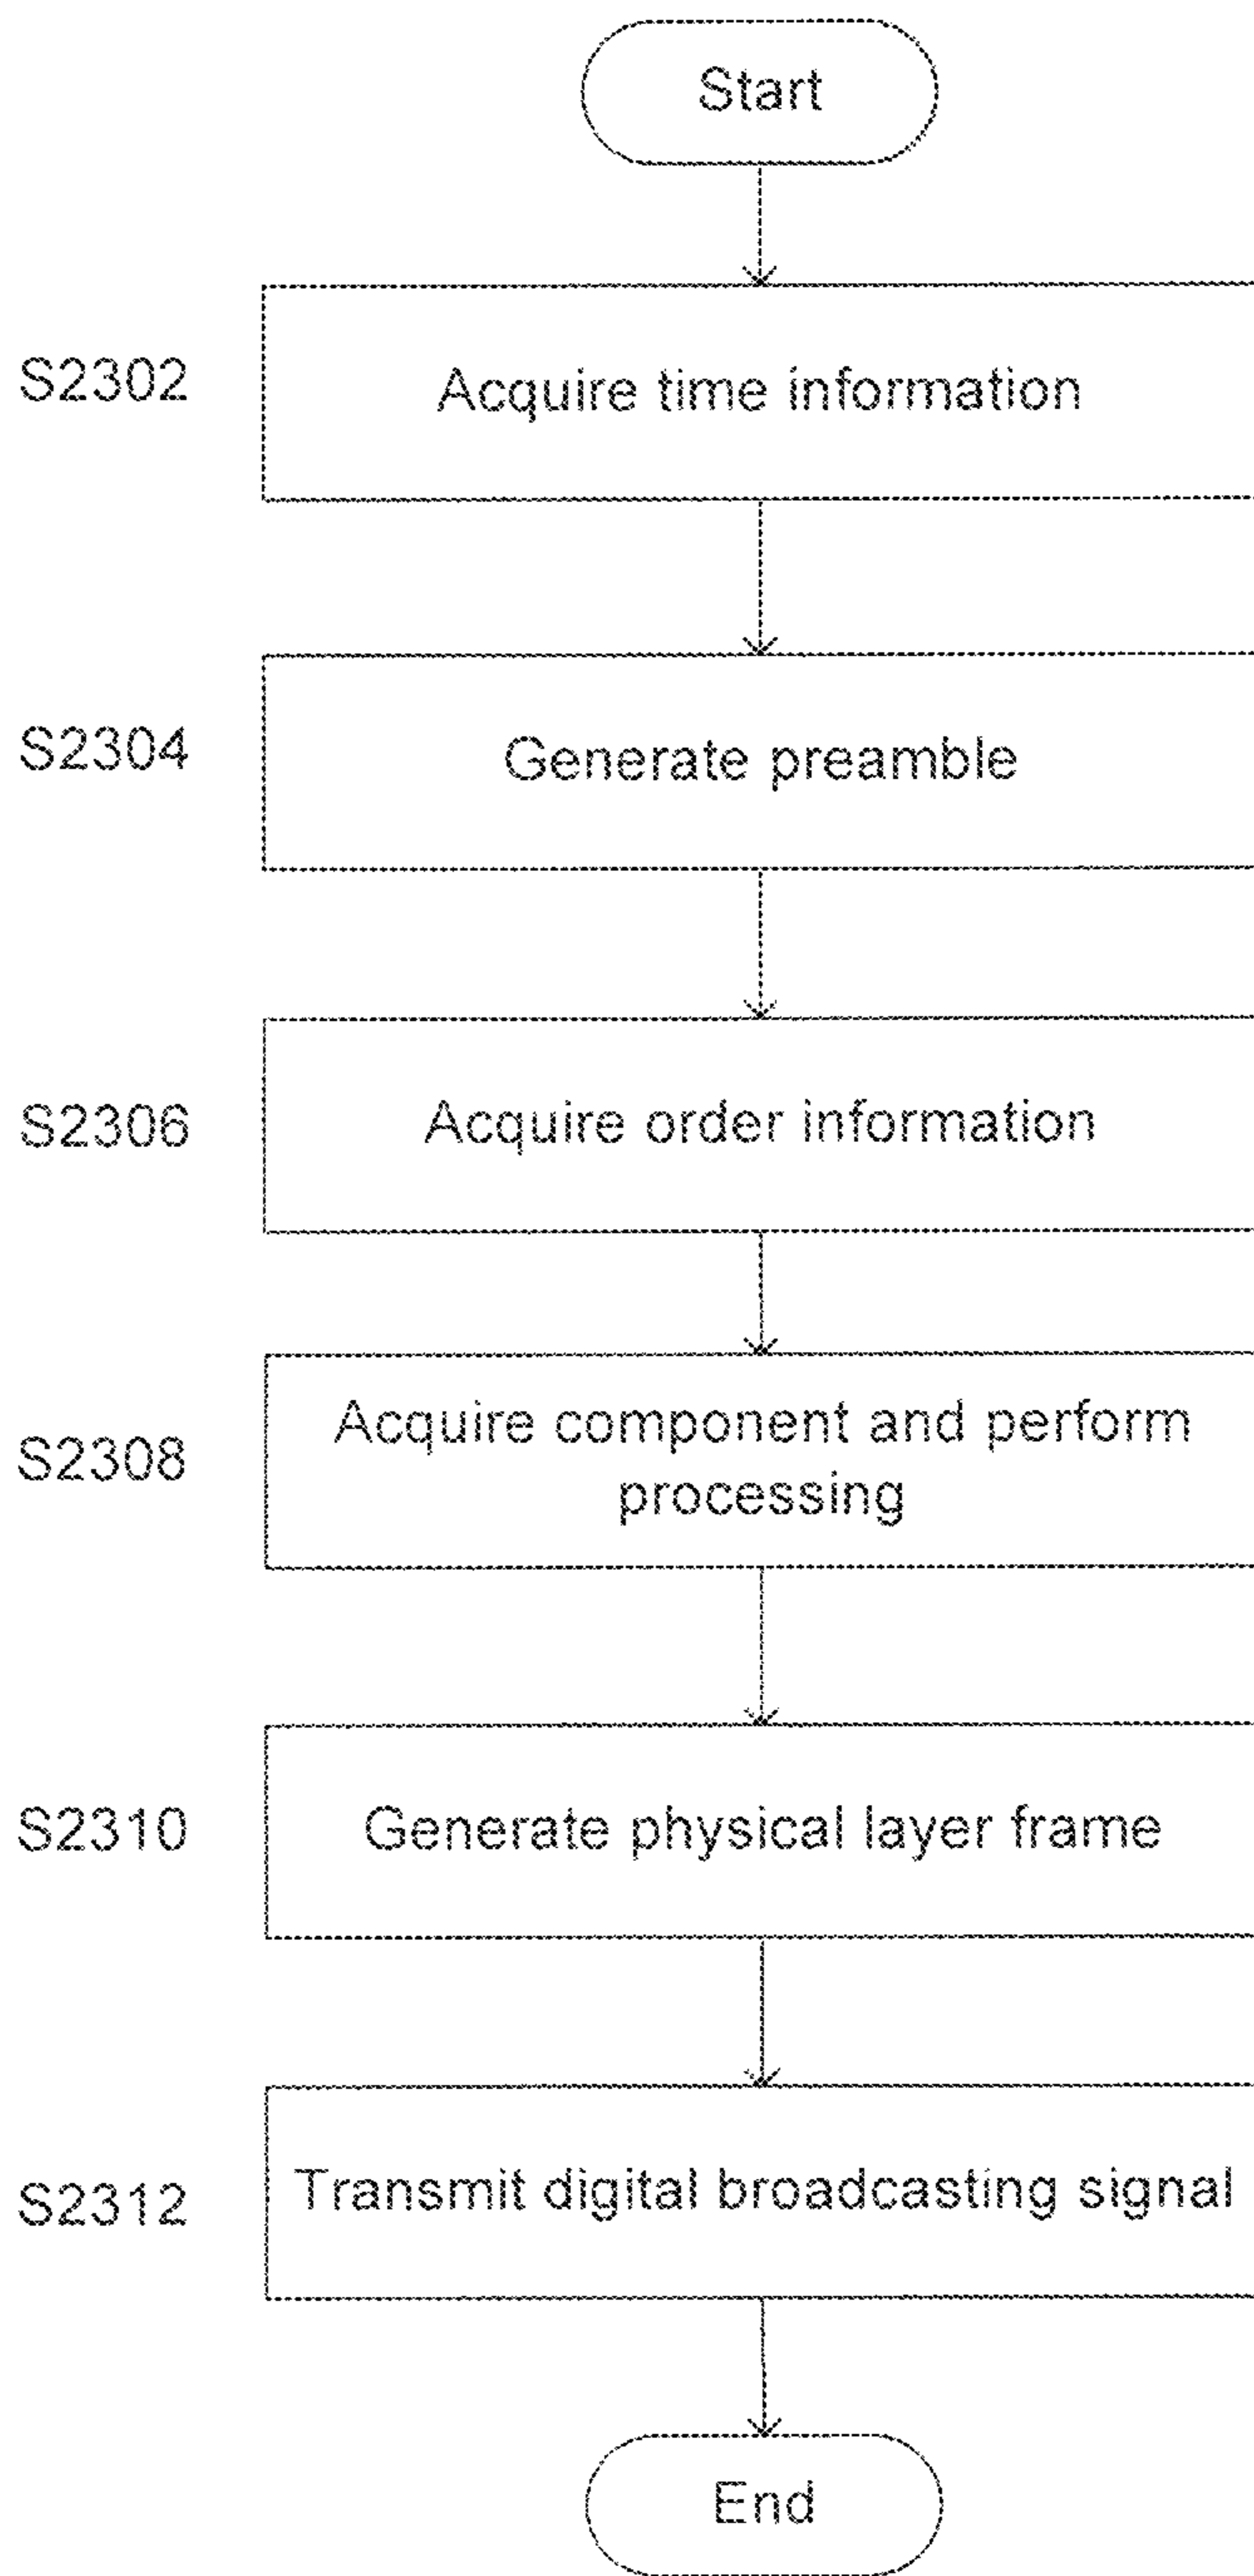 Start
S2302
Acquire time information
S2304
Generate preamble
S2306
Acquire order information
S2308
Acquire component and perform
processing
S2310
Generate physical layer frame
S2312
Transmit digital broadcasting signal
End